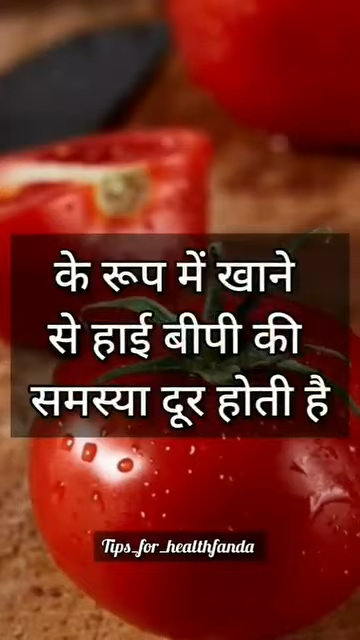 के रूप में खाने
से हाई बीपी की
समस्या दूर होती है
Tips_for_healthfanda